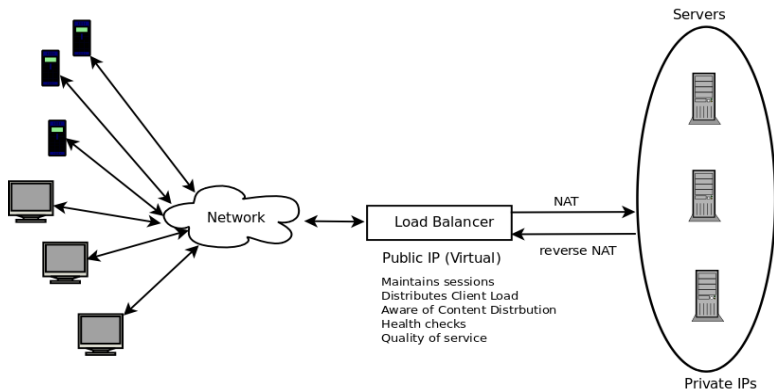 Servers
NAT
Network
Load Balancer
reverse NAT
Public IP (Virtual)
Maintains sessions
Distributes Client Load
Aware of Content Distrbution
Health checks
Quality of service
Private IPs